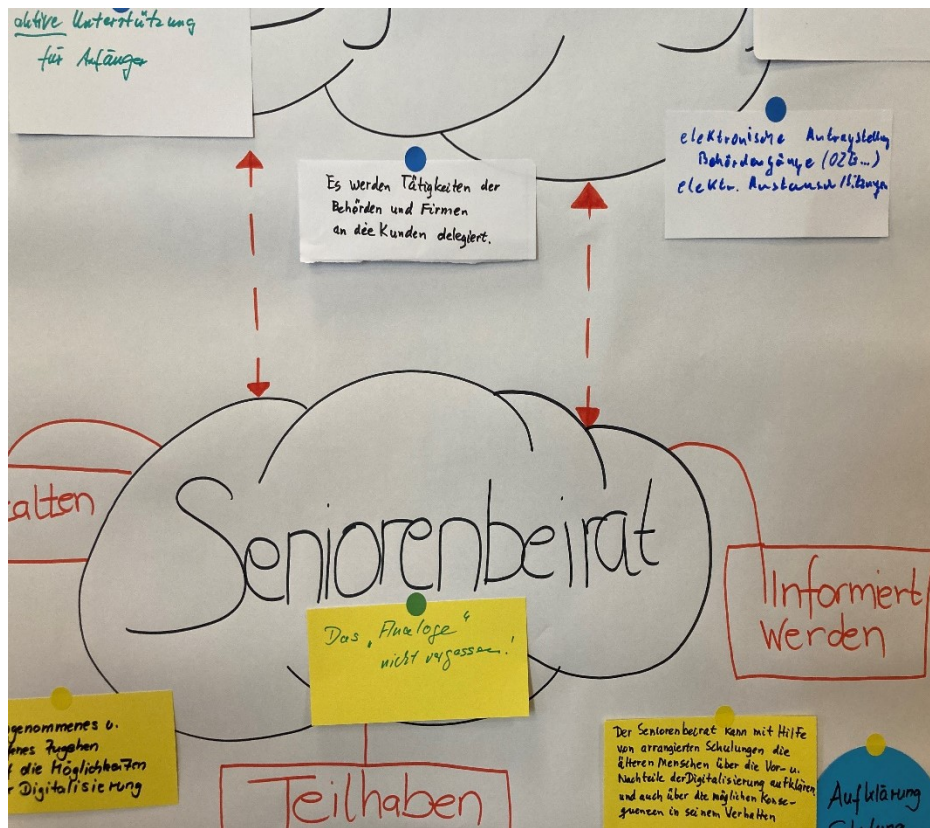 aktive Unterstützung
für Anfänger
elektronische Antragstellung
Behördengänge (OZG...)
elektr. Austausch / Sitzungen
Es werden Tätigkeiten der
Behörden und Firmen
an die Kunden delegiert.
alten
Seniorenbeirat
Informiert
werden
Das „Analoge“
nicht vergessen!
genommenes u.
enes Zugehen
die Möglichkeiten
Digitalisierung
Der Seniorenbeirat kann mit Hilfe
von arrangierten Schulungen die
älteren Menschen über die Vor- u.
Nachteile der Digitalisierung aufklären
und auch über die möglichen Konse-
quenzen in seinem Verhalten
Aufklärung
Teilhaben